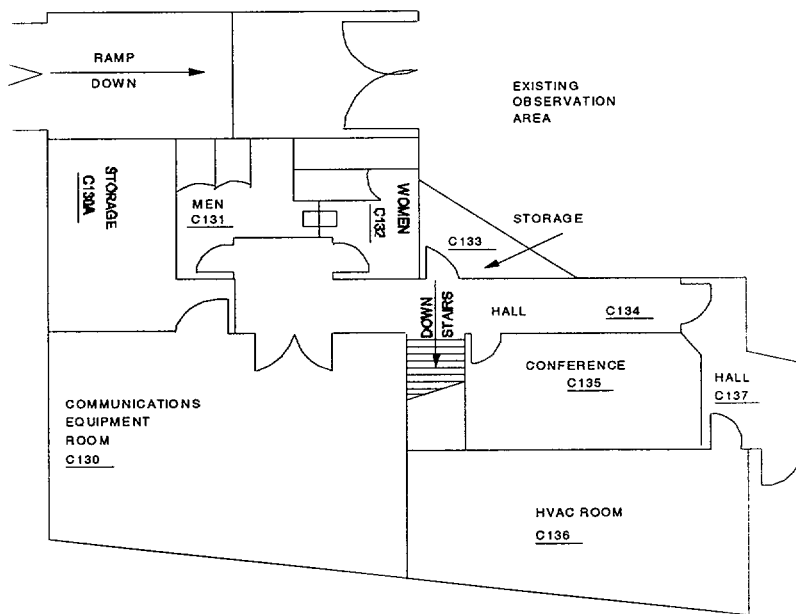 RAMP
DOWN
EXISTING
OBSERVATION
AREA
STORAGE
C130A
MEN
C131
WOMEN
C132
STORAGE
C133
DOWN
STAIRS
HALL
C134
CONFERENCE
C135
HALL
C137
COMMUNICATIONS
EQUIPMENT
ROOM
C130
HVAC ROOM
C136